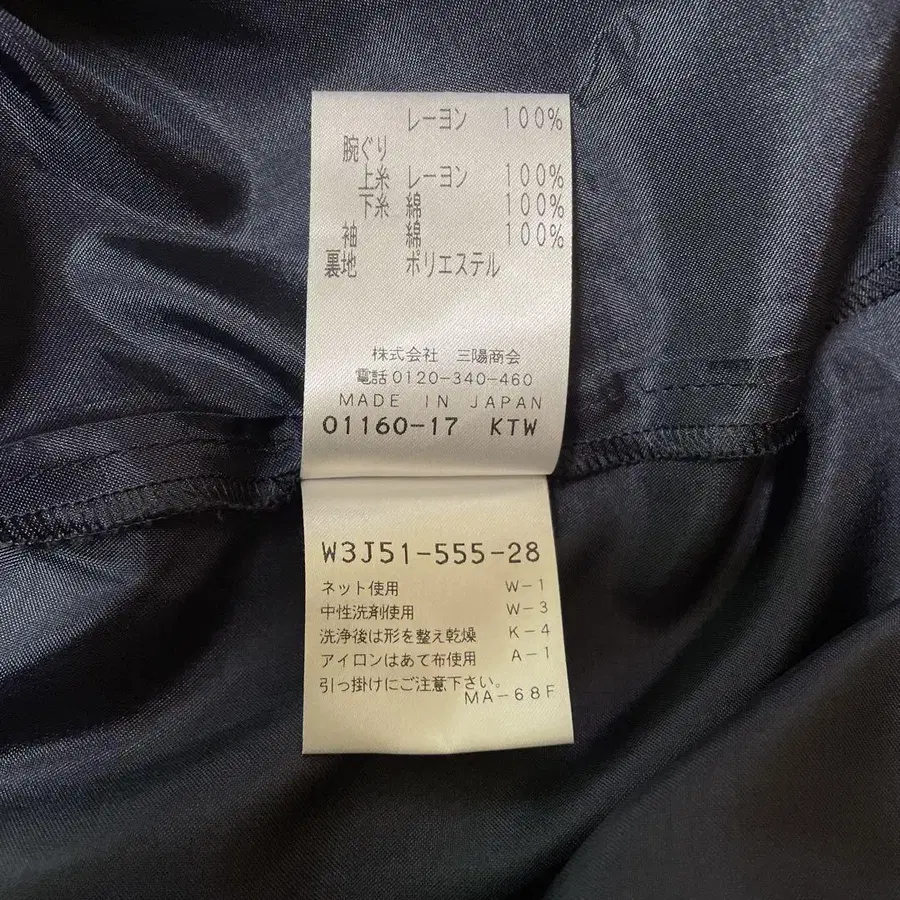 レーヨン 100%
腕ぐり
上糸 レーヨン 100%
下糸 綿 100%
袖 綿 100%
裏地 ポリエステル
株式会社 三陽商会
電話0120-340-460
MADE IN JAPAN
01160-17 KTW
W3J51-555-28
ネット使用 W-1
中性洗剤使用 W-3
洗浄後は形を整え乾燥 K-4
アイロンはあて布使用 A-1
引っ掛けにご注意下さい。
MA-68F